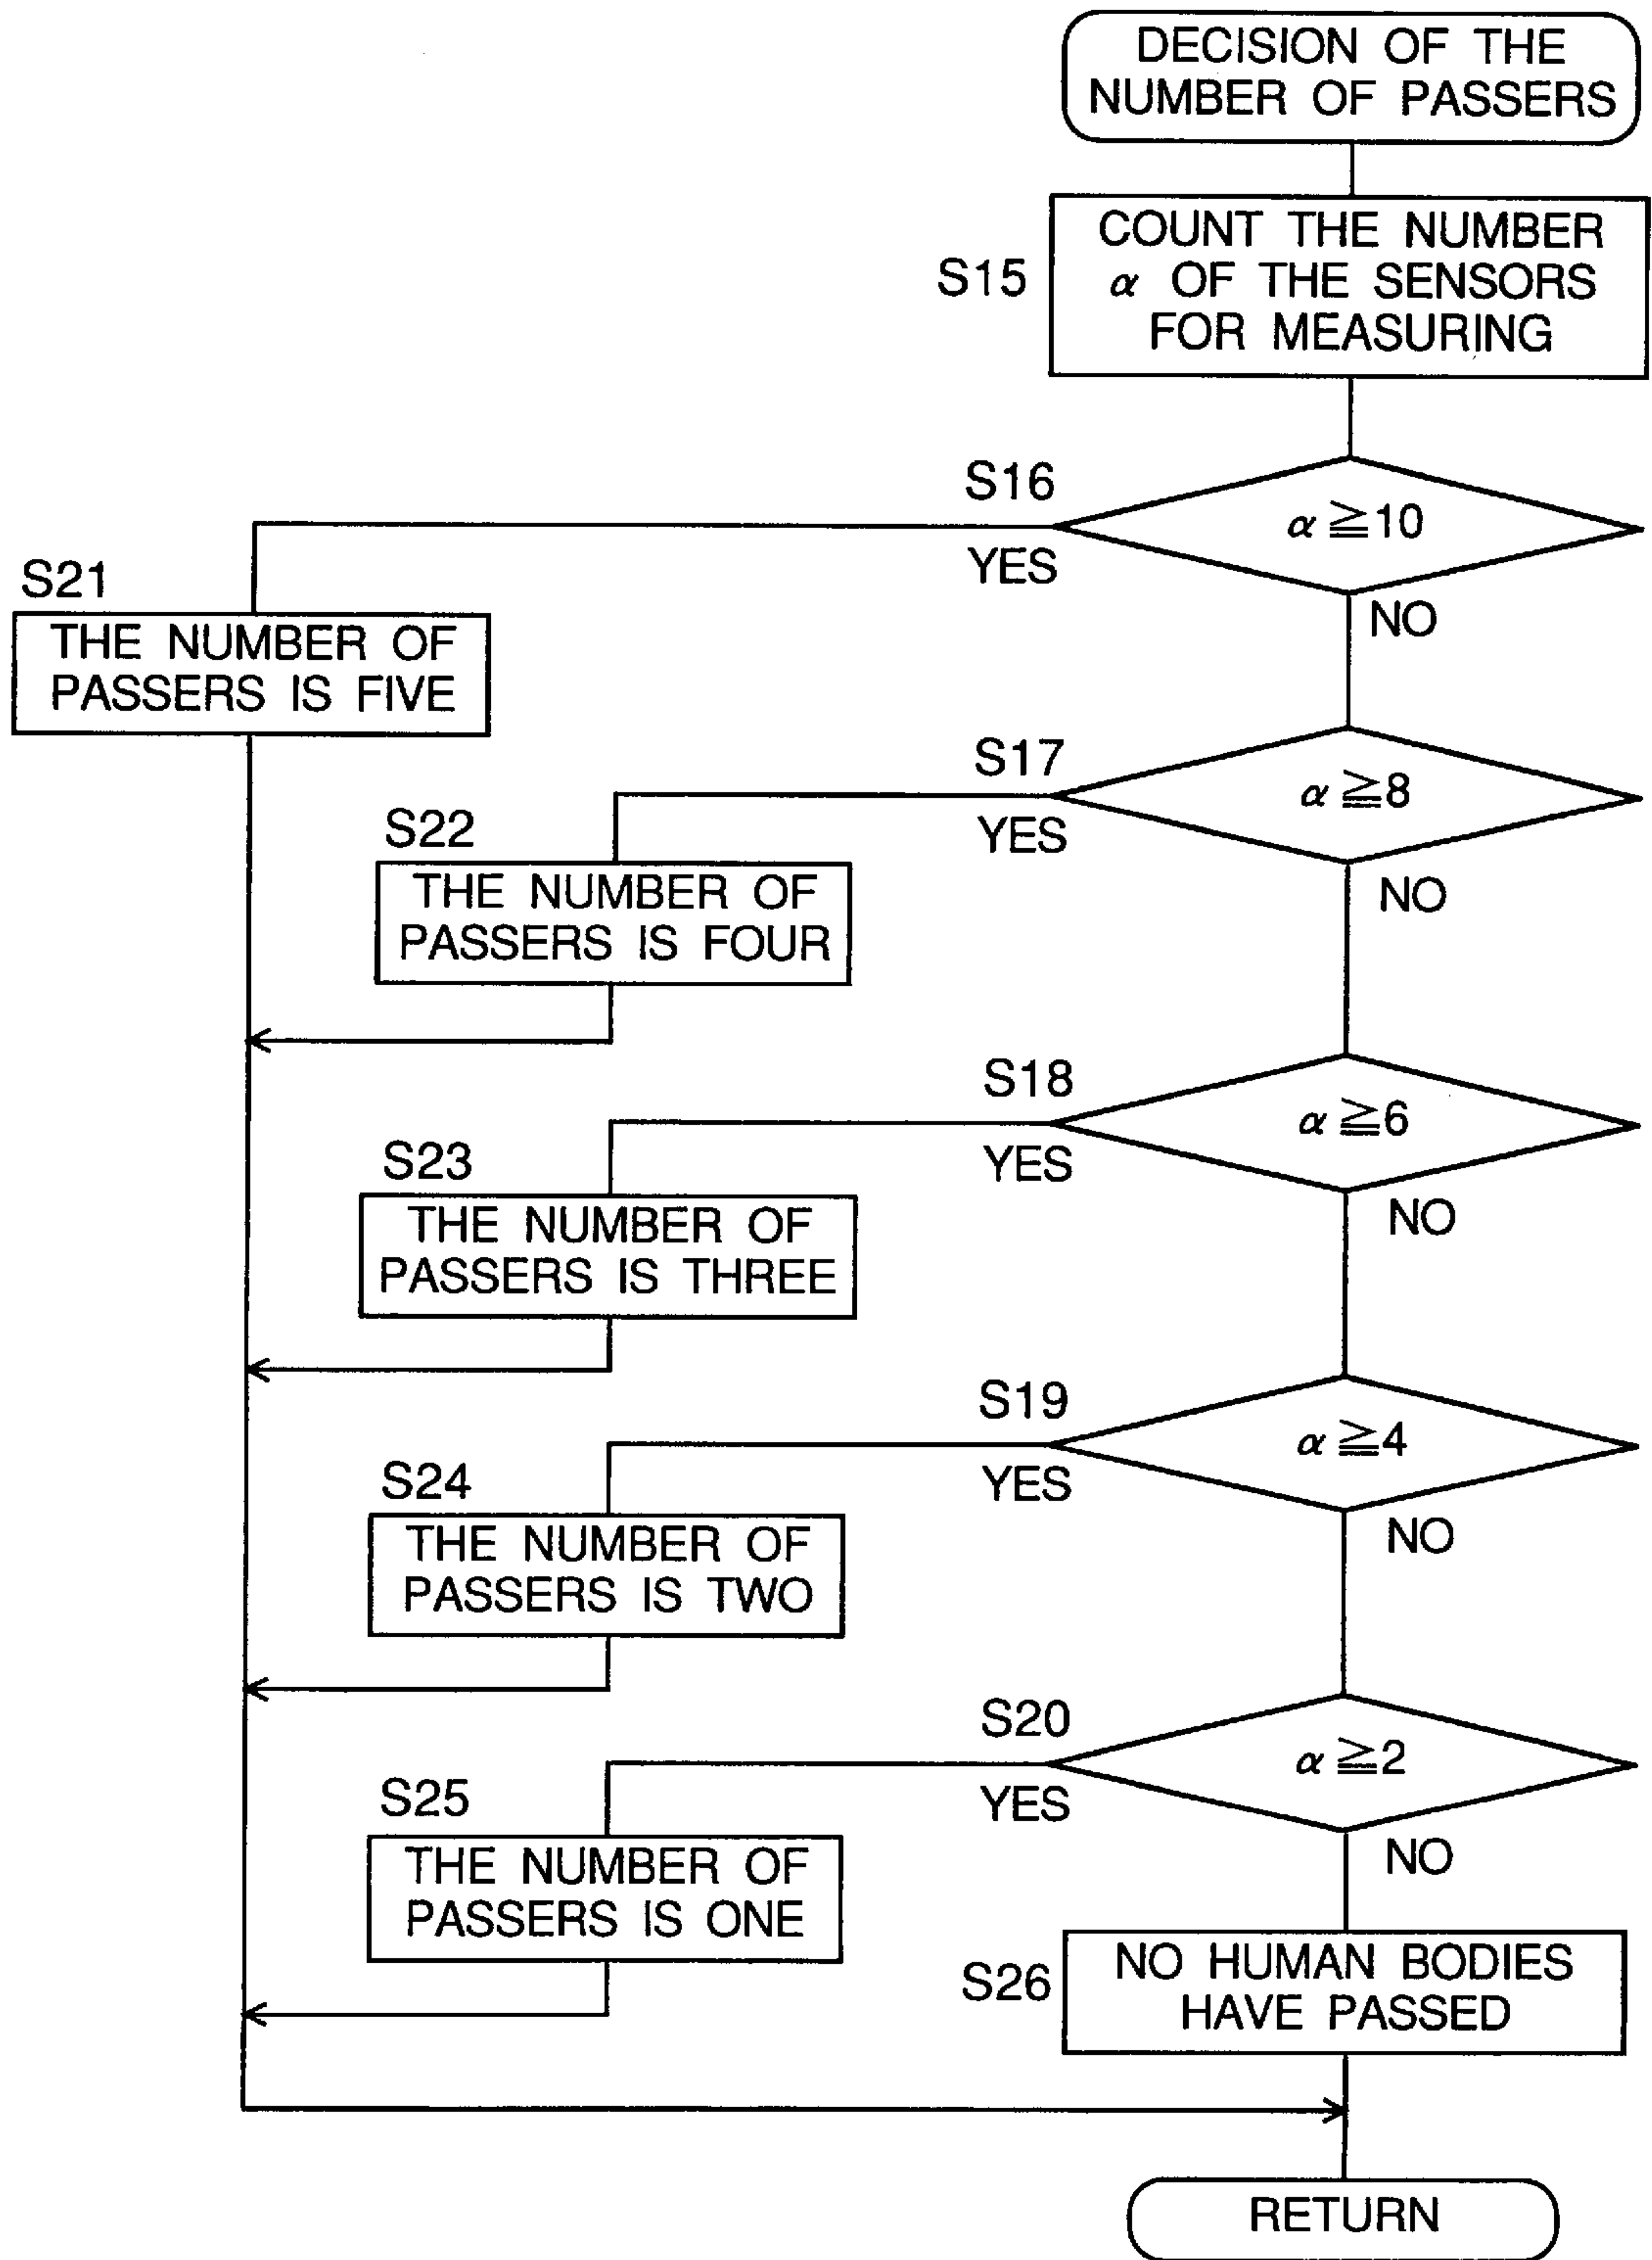 DECISION OF THE
NUMBER OF PASSERS
S15
COUNT THE NUMBER
α OF THE SENSORS
FOR MEASURING
S16
α ≧ 10
YES
NO
S21
THE NUMBER OF
PASSERS IS FIVE
S17
α ≧ 8
YES
NO
S22
THE NUMBER OF
PASSERS IS FOUR
S18
α ≧ 6
YES
NO
S23
THE NUMBER OF
PASSERS IS THREE
S19
α ≧ 4
YES
NO
S24
THE NUMBER OF
PASSERS IS TWO
S20
α ≧ 2
YES
NO
S25
THE NUMBER OF
PASSERS IS ONE
S26
NO HUMAN BODIES
HAVE PASSED
RETURN